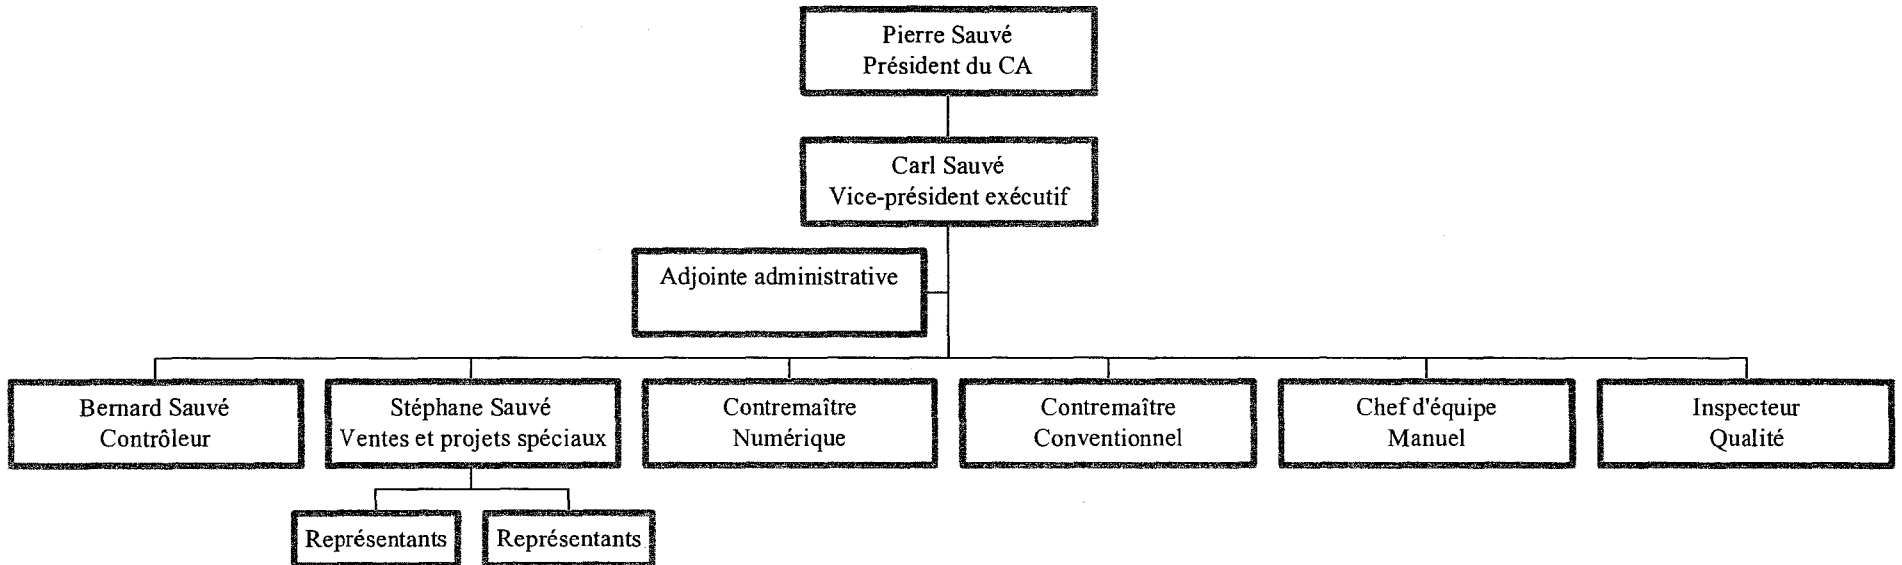 Pierre Sauvé
Président du CA
Carl Sauvé
Vice-président exécutif
Adjointe administrative
Bernard Sauvé
Contrôleur
Stéphane Sauvé
Ventes et projets spéciaux
Contremaître
Numérique
Contremaître
Conventionnel
Chef d'équipe
Manuel
Inspecteur
Qualité
Représentants
Représentants